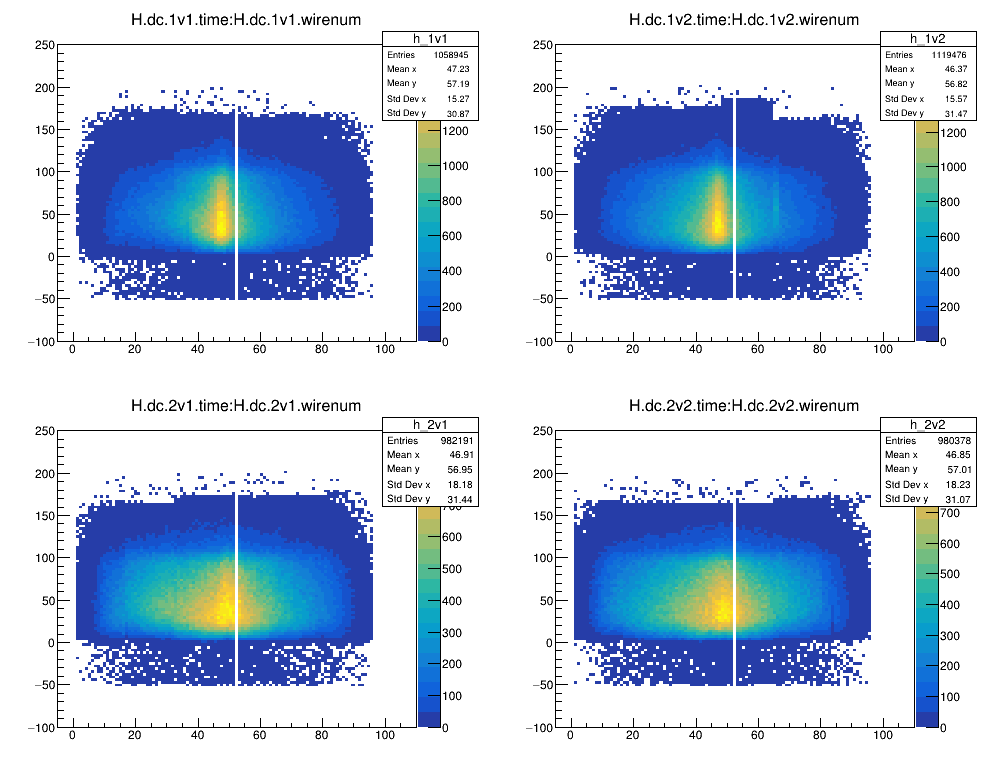 H.dc.1v1.time:H.dc.1v1.wirenum
h_1v1
Entries 1058945
Mean x 47.23
Mean y 57.19
Std Dev x 15.27
Std Dev y 30.87
250
200
150
100
50
0
−50
−100
0 20 40 60 80 100
1200
1000
800
600
400
200
0
H.dc.1v2.time:H.dc.1v2.wirenum
h_1v2
Entries 1119476
Mean x 46.37
Mean y 56.82
Std Dev x 15.57
Std Dev y 31.47
250
200
150
100
50
0
−50
−100
0 20 40 60 80 100
1200
1000
800
600
400
200
0
H.dc.2v1.time:H.dc.2v1.wirenum
h_2v1
Entries 982191
Mean x 46.91
Mean y 56.95
Std Dev x 18.18
Std Dev y 31.44
250
200
150
100
50
0
−50
−100
0 20 40 60 80 100
700
600
500
400
300
200
100
0
H.dc.2v2.time:H.dc.2v2.wirenum
h_2v2
Entries 980378
Mean x 46.85
Mean y 57.01
Std Dev x 18.23
Std Dev y 31.07
250
200
150
100
50
0
−50
−100
0 20 40 60 80 100
700
600
500
400
300
200
100
0